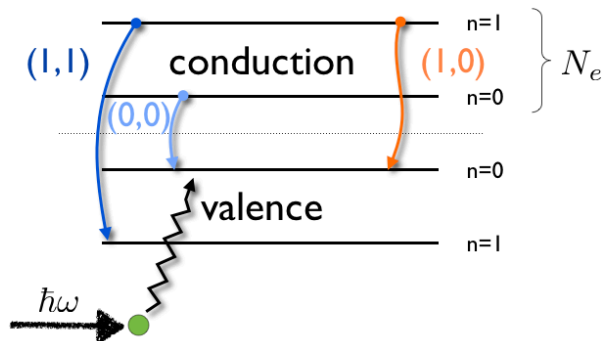 n=1
(1,1)
conduction
(1,0)
N_e
n=0
(0,0)
n=0
valence
n=1
ħω